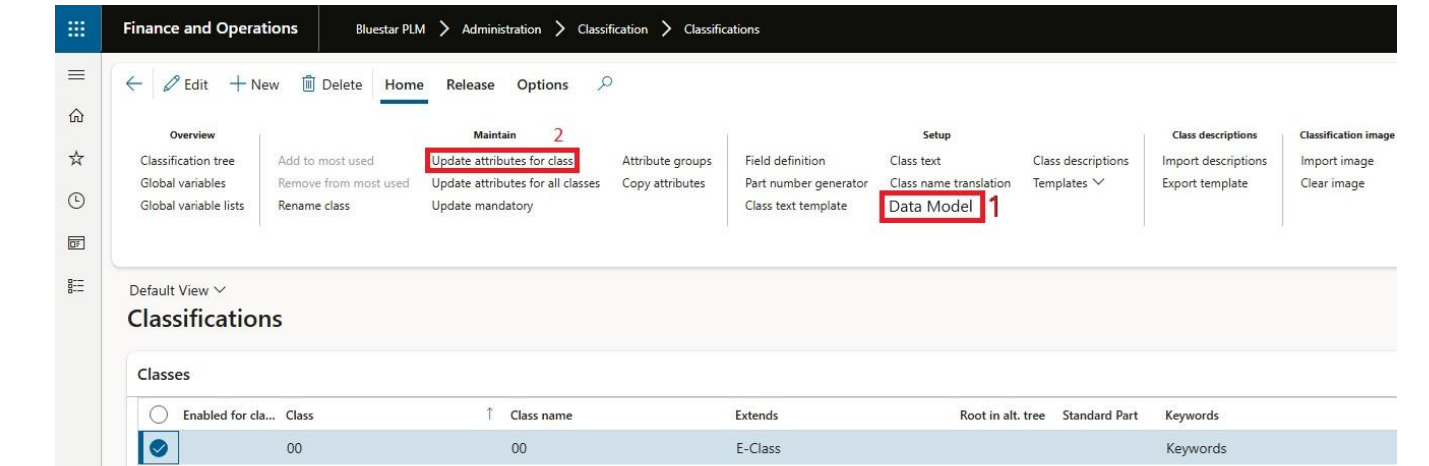 Finance and Operations Bluestar PLM > Administration > Classification > Classifications
Edit New Delete Home Release Options
Overview Maintain 2 Setup Class descriptions Classification image
Classification tree Add to most used Update attributes for class Attribute groups Field definition Class text Class descriptions Import descriptions Import image
Global variables Remove from most used Update attributes for all classes Copy attributes Part number generator Class name translation Templates Export template Clear image
Global variable lists Rename class Update mandatory Class text template Data Model 1
Default View
Classifications
Classes
Enabled for cla... Class ↑ Class name Extends Root in alt. tree Standard Part Keywords
00 00 E-Class Keywords